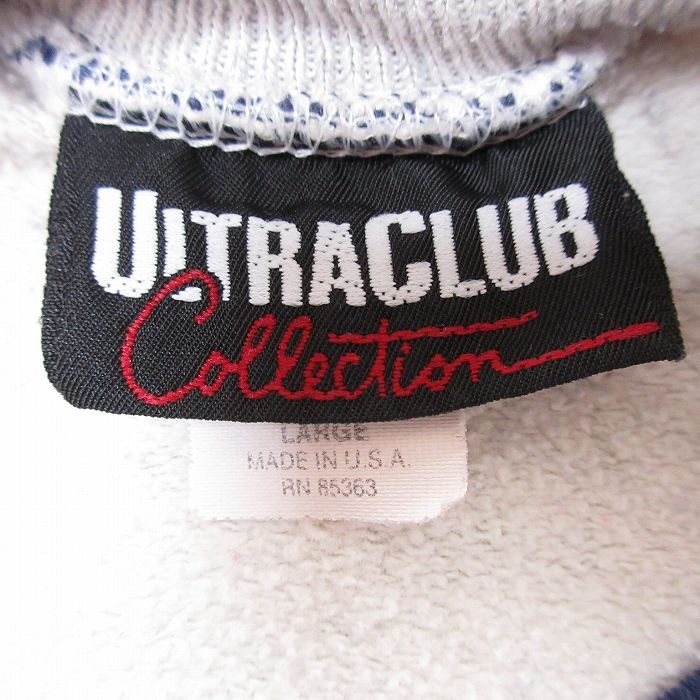 ULTRACLUB
Collection
LARGE
MADE IN U.S.A.
RN 85363